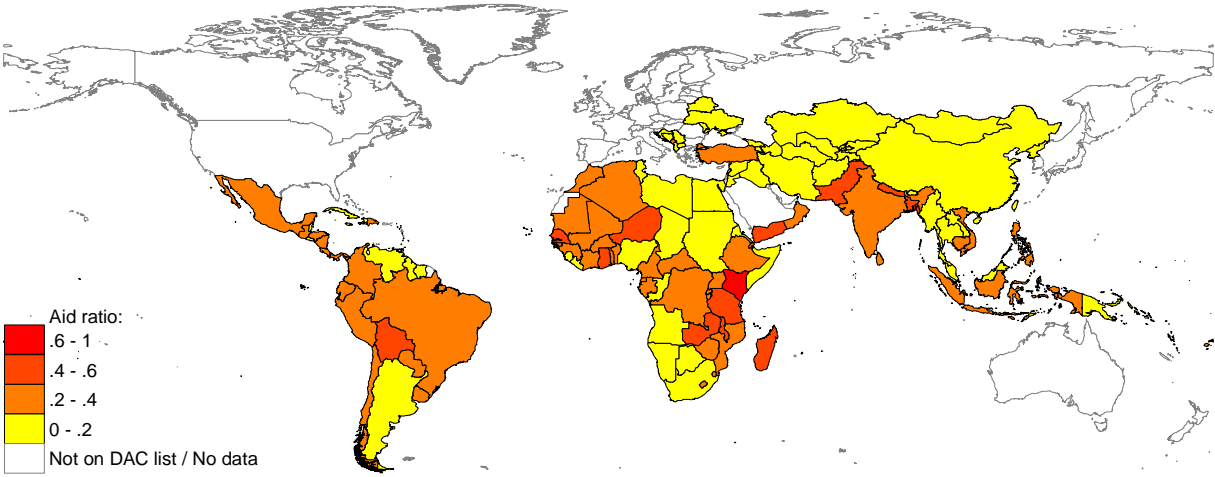 Aid ratio:
.6 - 1
.4 - .6
.2 - .4
0 - .2
Not on DAC list / No data